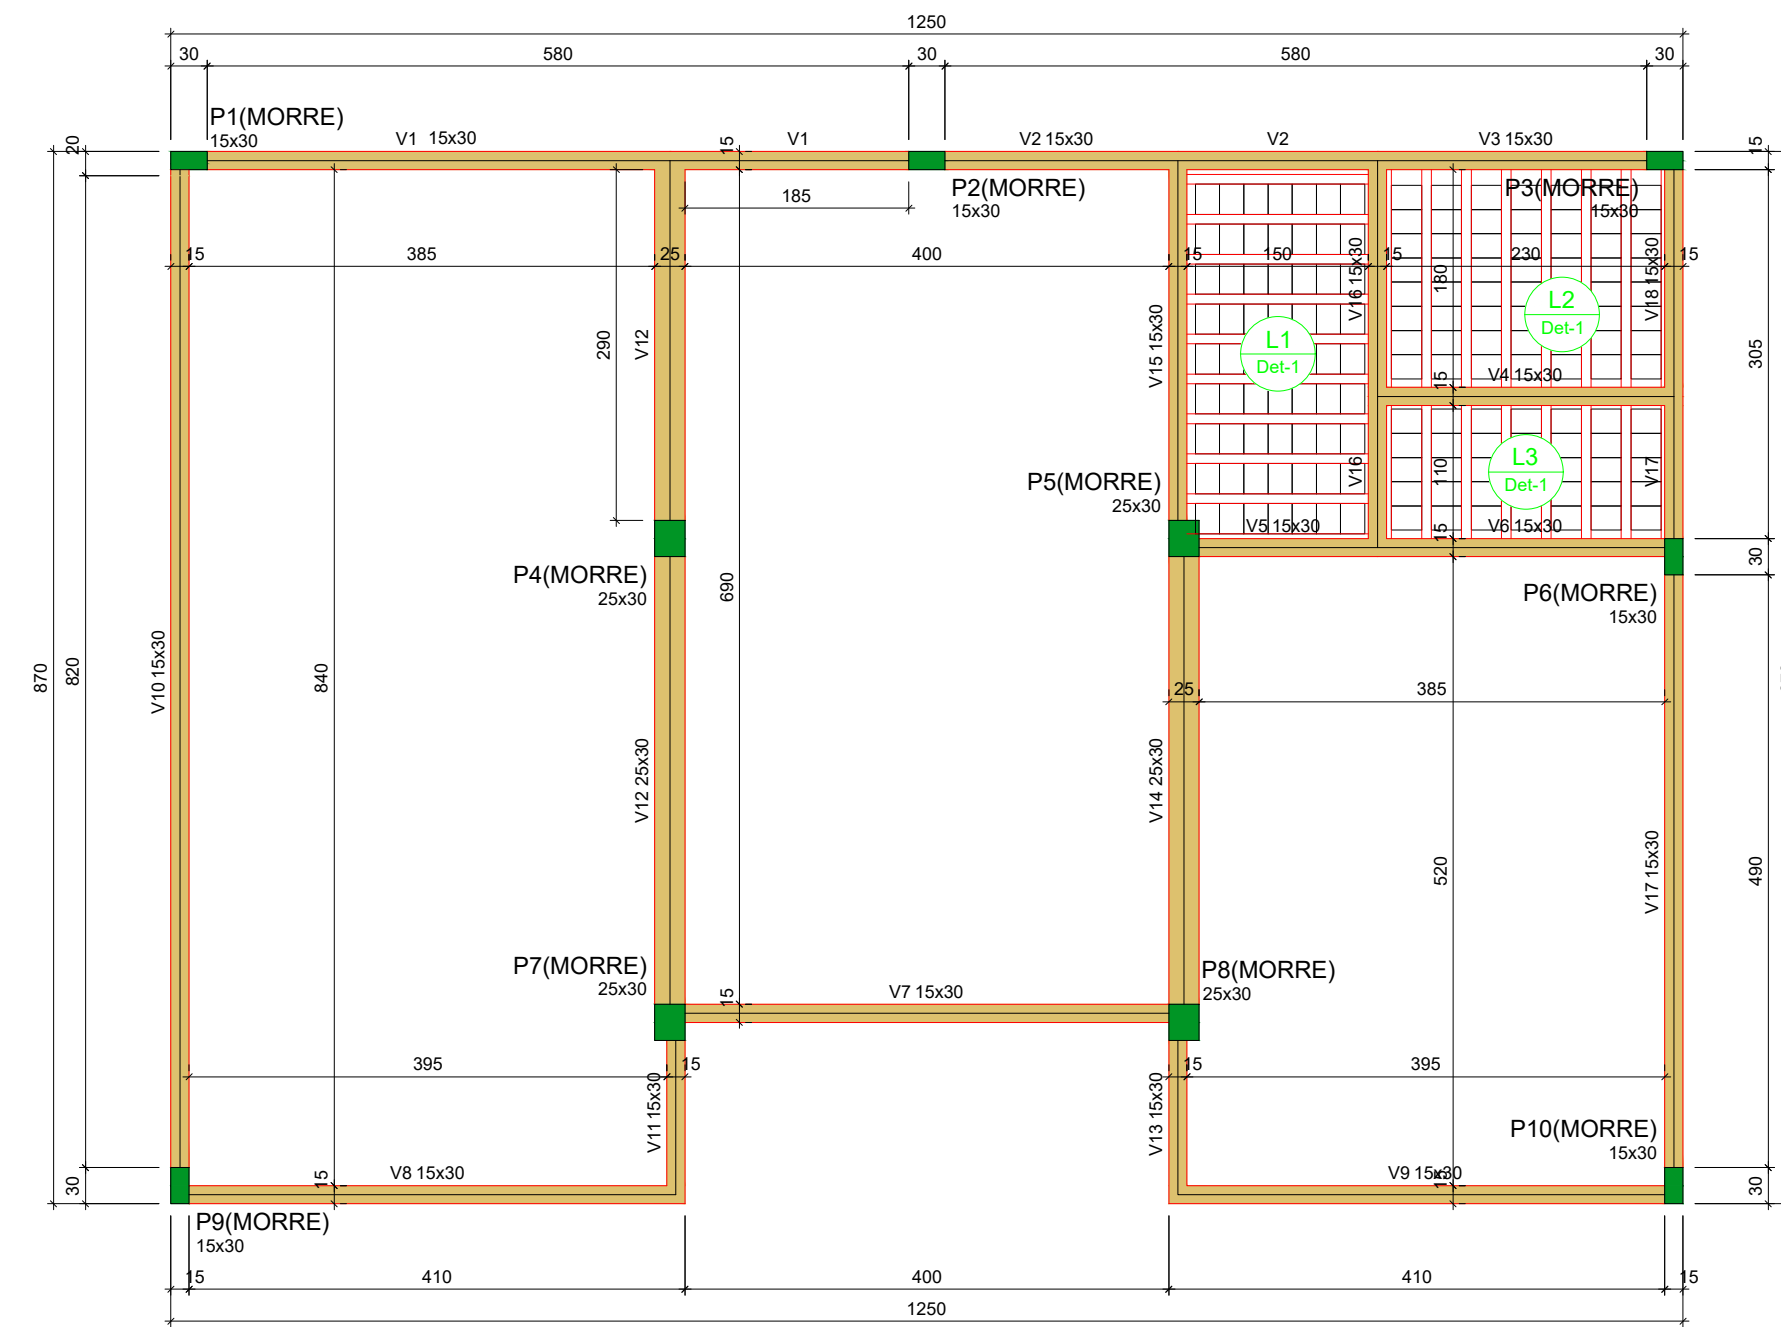 1250
30 580 30 580 30
P1(MORRE)
15x30
V1 15x30
V1
V2 15x30
V2
V3 15x30
20
15
15
P2(MORRE)
15x30
P3(MORRE)
15x30
185
15 385 25 400 15 150 15 230 15
180
V16 15x30
V18 15x30
L2
Det-1
290
V12
V15 15x30
L1
Det-1
305
15
V4 15x30
P5(MORRE)
25x30
V16
110
L3
Det-1
V17
V5 15x30
15
V6 15x30
30
P4(MORRE)
25x30
690
P6(MORRE)
15x30
870
820
V10 15x30
840
25 385
V12 25x30
V14 25x30
520
V17 15x30
490
P7(MORRE)
25x30
P8(MORRE)
25x30
15
V7 15x30
395 15
15 395
V11 15x30
V13 15x30
P10(MORRE)
15x30
30
15
V8 15x30
V9 15x30
15
30
P9(MORRE)
15x30
15 410 400 410 15
1250